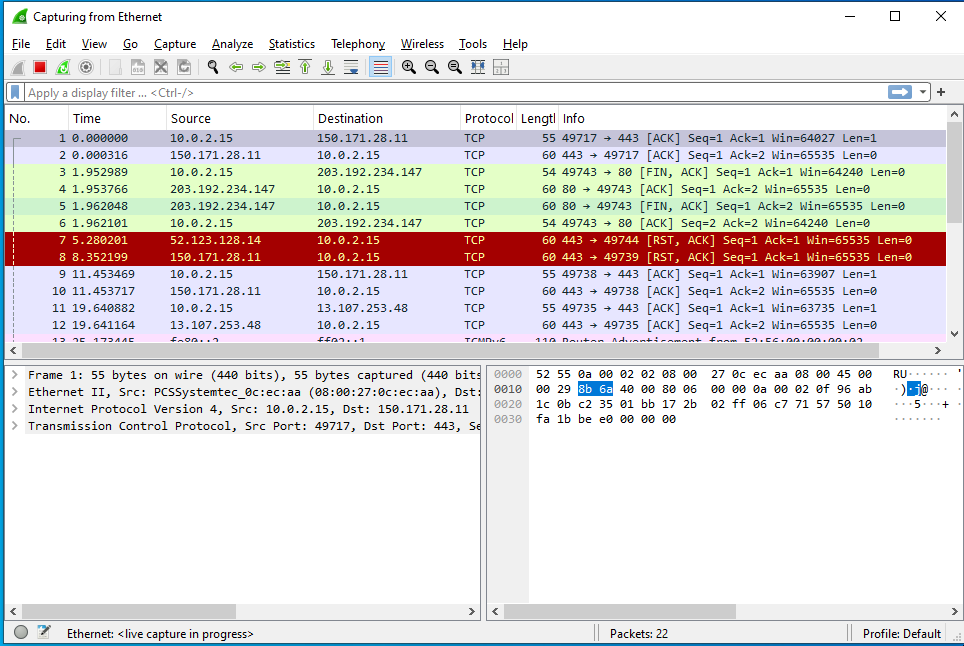 Capturing from Ethernet
File Edit View Go Capture Analyze Statistics Telephony Wireless Tools Help
Apply a display filter ... <Ctrl-/>
No. Time Source Destination Protocol Lengtl Info
1 0.000000 10.0.2.15 150.171.28.11 TCP 55 49717 → 443 [ACK] Seq=1 Ack=1 Win=64027 Len=1
2 0.000316 150.171.28.11 10.0.2.15 TCP 60 443 → 49717 [ACK] Seq=1 Ack=2 Win=65535 Len=0
3 1.952989 10.0.2.15 203.192.234.147 TCP 54 49743 → 80 [FIN, ACK] Seq=1 Ack=1 Win=64240 Len=0
4 1.953766 203.192.234.147 10.0.2.15 TCP 60 80 → 49743 [ACK] Seq=1 Ack=2 Win=65535 Len=0
5 1.962048 203.192.234.147 10.0.2.15 TCP 60 80 → 49743 [FIN, ACK] Seq=1 Ack=2 Win=65535 Len=0
6 1.962101 10.0.2.15 203.192.234.147 TCP 54 49743 → 80 [ACK] Seq=2 Ack=2 Win=64240 Len=0
7 5.280201 52.123.128.14 10.0.2.15 TCP 60 443 → 49744 [RST, ACK] Seq=1 Ack=1 Win=65535 Len=0
8 8.352199 150.171.28.11 10.0.2.15 TCP 60 443 → 49739 [RST, ACK] Seq=1 Ack=1 Win=65535 Len=0
9 11.453469 10.0.2.15 150.171.28.11 TCP 55 49738 → 443 [ACK] Seq=1 Ack=1 Win=63907 Len=1
10 11.453717 150.171.28.11 10.0.2.15 TCP 60 443 → 49738 [ACK] Seq=1 Ack=2 Win=65535 Len=0
11 19.640882 10.0.2.15 13.107.253.48 TCP 55 49735 → 443 [ACK] Seq=1 Ack=1 Win=63735 Len=1
12 19.641164 13.107.253.48 10.0.2.15 TCP 60 443 → 49735 [ACK] Seq=1 Ack=2 Win=65535 Len=0
13 25.173445 fe80::2 ff02::1 ICMPv6 110 Router Advertisement from 52:56:00:00:00:02
Frame 1: 55 bytes on wire (440 bits), 55 bytes captured (440 bits
Ethernet II, Src: PCSSystemtec_0c:ec:aa (08:00:27:0c:ec:aa), Dst:
Internet Protocol Version 4, Src: 10.0.2.15, Dst: 150.171.28.11
Transmission Control Protocol, Src Port: 49717, Dst Port: 443, Se
0000 52 55 0a 00 02 02 08 00 27 0c ec aa 08 00 45 00 RU······ '
0010 00 29 8b 6a 40 00 80 06 00 00 0a 00 02 0f 96 ab ·)·j@···
0020 1c 0b c2 35 01 bb 17 2b 02 ff 06 c7 71 57 50 10 ···5···+ ·
0030 fa 1b be e0 00 00 00 ·······
Ethernet: <live capture in progress>
Packets: 22
Profile: Default